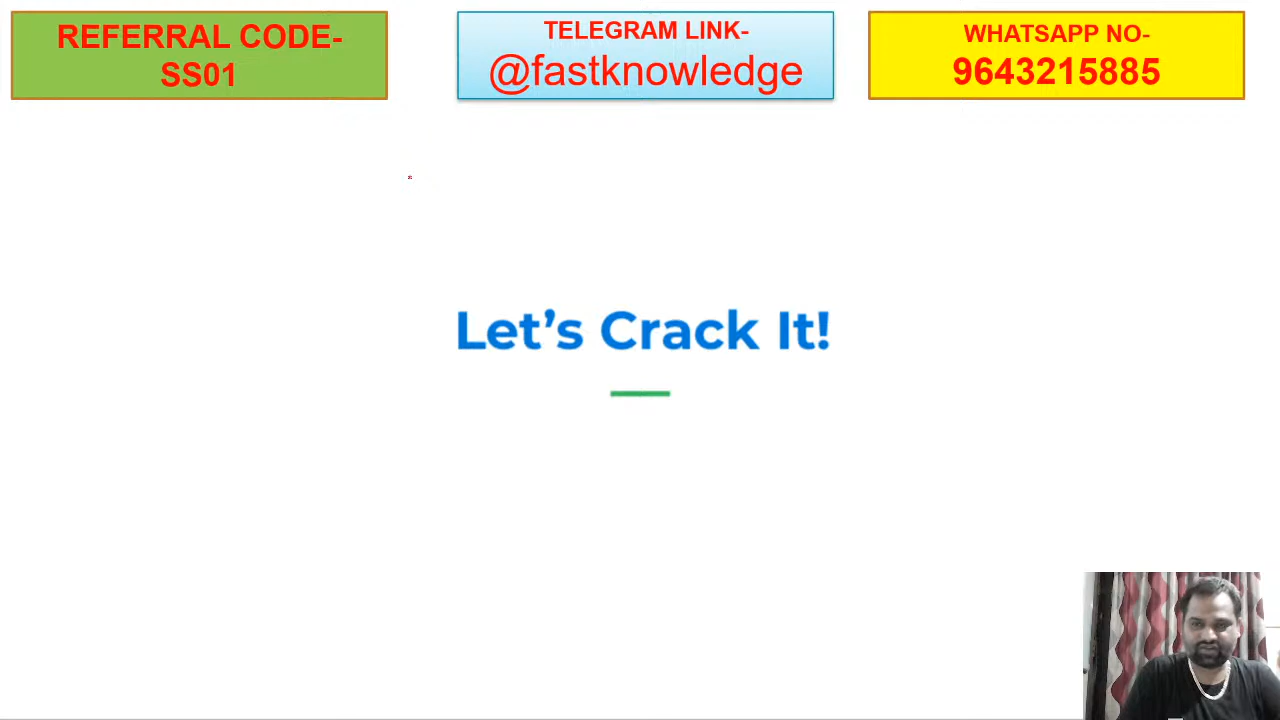 REFERRAL CODE-
SS01
TELEGRAM LINK-
@fastknowledge
WHATSAPP NO-
9643215885
Let's Crack It!